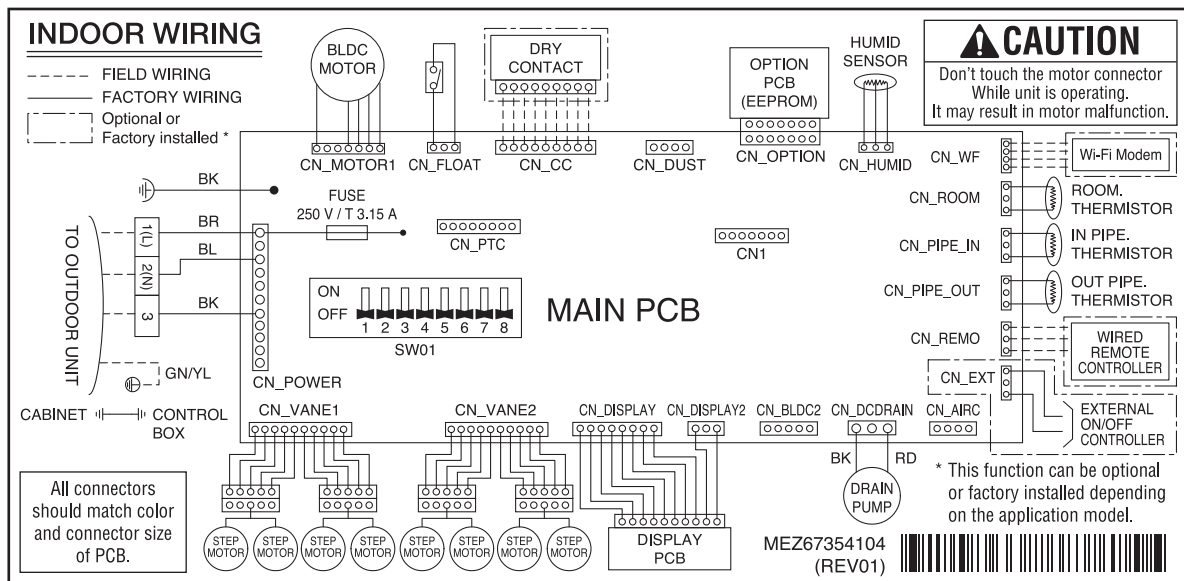 INDOOR WIRING
FIELD WIRING
FACTORY WIRING
Optional or
Factory installed *
BLDC
MOTOR
DRY
CONTACT
OPTION
PCB
(EEPROM)
HUMID
SENSOR
CAUTION
Don't touch the motor connector
While unit is operating.
It may result in motor malfunction.
CN_MOTOR1
CN_FLOAT
CN_CC
CN_DUST
CN_OPTION
CN_HUMID
CN_WF
Wi-Fi Modem
CN_ROOM
ROOM.
THERMISTOR
CN_PIPE_IN
IN PIPE.
THERMISTOR
CN_PIPE_OUT
OUT PIPE.
THERMISTOR
CN_REMO
WIRED
REMOTE
CONTROLLER
CN_EXT
EXTERNAL
ON/OFF
CONTROLLER
BK
FUSE
250 V / T 3.15 A
BR
1(L)
BL
2(N)
BK
3
TO OUTDOOR UNIT
GN/YL
CABINET
CONTROL
BOX
CN_PTC
CN1
ON
OFF
1 2 3 4 5 6 7 8
SW01
MAIN PCB
CN_POWER
CN_VANE1
CN_VANE2
CN_DISPLAY
CN_DISPLAY2
CN_BLDC2
CN_DCDRAIN
CN_AIRC
BK
RD
DRAIN
PUMP
* This function can be optional
or factory installed depending
on the application model.
All connectors
should match color
and connector size
of PCB.
STEP
MOTOR
STEP
MOTOR
STEP
MOTOR
STEP
MOTOR
STEP
MOTOR
STEP
MOTOR
STEP
MOTOR
STEP
MOTOR
DISPLAY
PCB
MEZ67354104
(REV01)